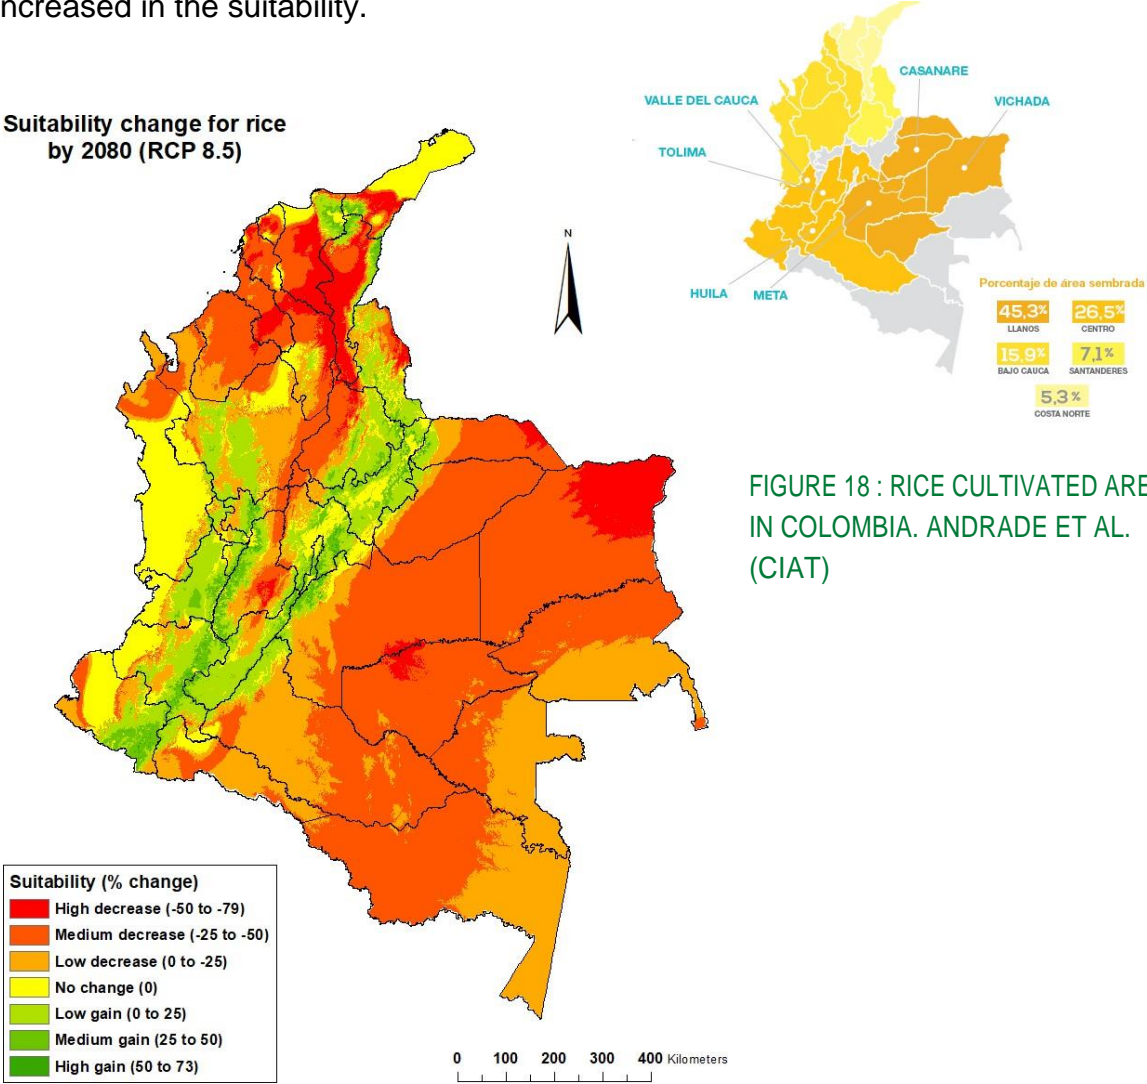 ncreased in the suitability.
Suitability change for rice
by 2080 (RCP 8.5)
N
Suitability (% change)
High decrease (-50 to -79)
Medium decrease (-25 to -50)
Low decrease (0 to -25)
No change (0)
Low gain (0 to 25)
Medium gain (25 to 50)
High gain (50 to 73)
0 100 200 300 400 Kilometers
CASANARE
VALLE DEL CAUCA
VICHADA
TOLIMA
HUILA
META
Porcentaje de área sembrada
45,3% 26,5%
LLANOS CENTRO
15,9% 7,1%
BAJO CAUCA SANTANDERES
5,3%
COSTA NORTE
FIGURE 18 : RICE CULTIVATED ARE
IN COLOMBIA. ANDRADE ET AL.
(CIAT)